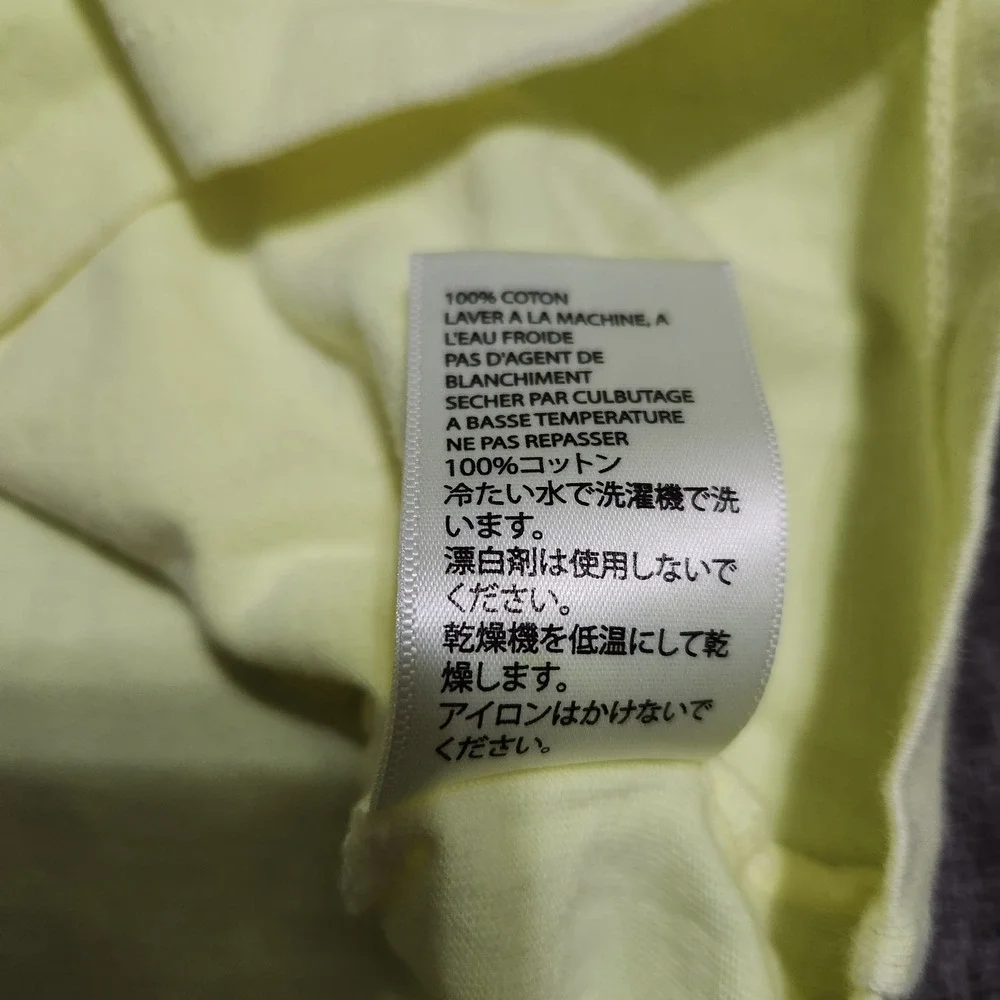 100% COTON
LAVER A LA MACHINE, A
L'EAU FROIDE
PAS D'AGENT DE
BLANCHIMENT
SECHER PAR CULBUTAGE
A BASSE TEMPERATURE
NE PAS REPASSER
100%コットン
冷たい水で洗濯機で洗
います。
漂白剤は使用しないで
ください。
乾燥機を低温にして乾
燥します。
アイロンはかけないで
ください。